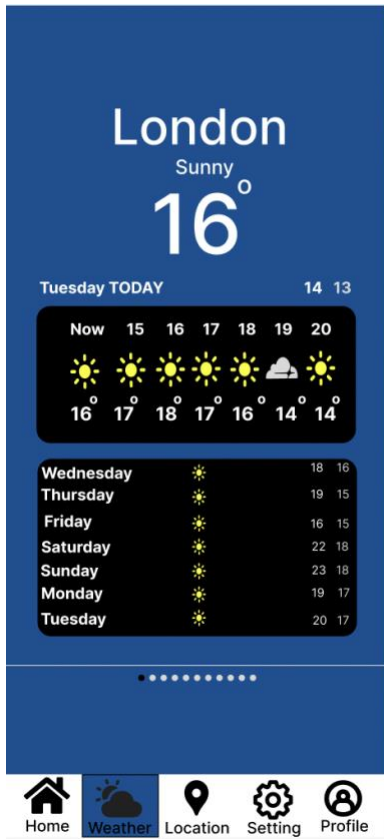 London
Sunny
16°
Tuesday TODAY 14 13
Now 15 16 17 18 19 20
16° 17° 18° 17° 16° 14° 14°
Wednesday 18 16
Thursday 19 15
Friday 16 15
Saturday 22 18
Sunday 23 18
Monday 19 17
Tuesday 20 17
Home Weather Location Setting Profile